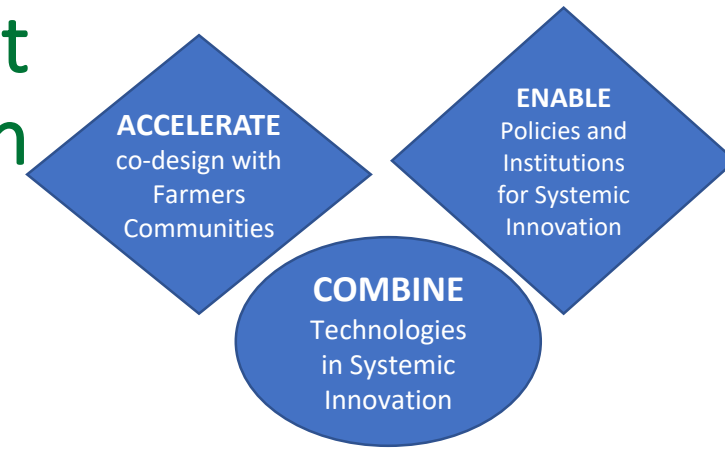 t
n
ACCELERATE
co-design with
Farmers
Communities
ENABLE
Policies and
Institutions
for Systemic
Innovation
COMBINE
Technologies
in Systemic
Innovation